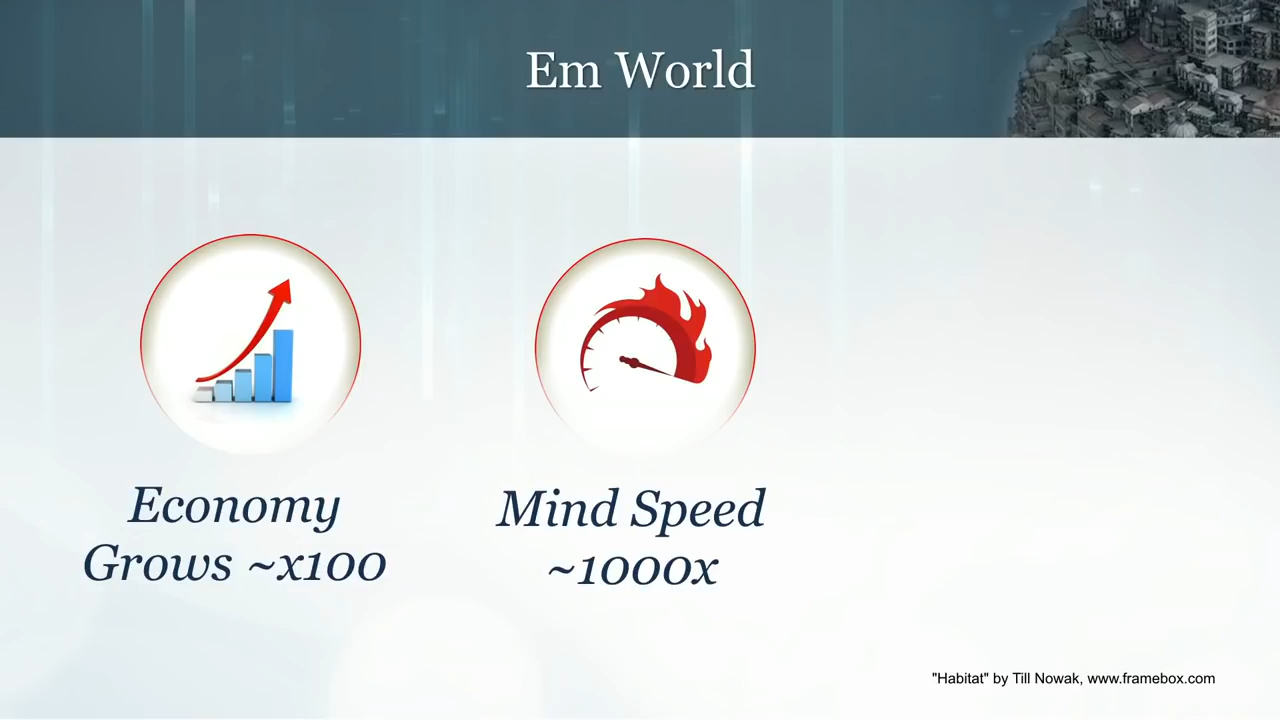 Em World
Economy
Grows ~x100
Mind Speed
~1000x
"Habitat" by Till Nowak, www.framebox.com